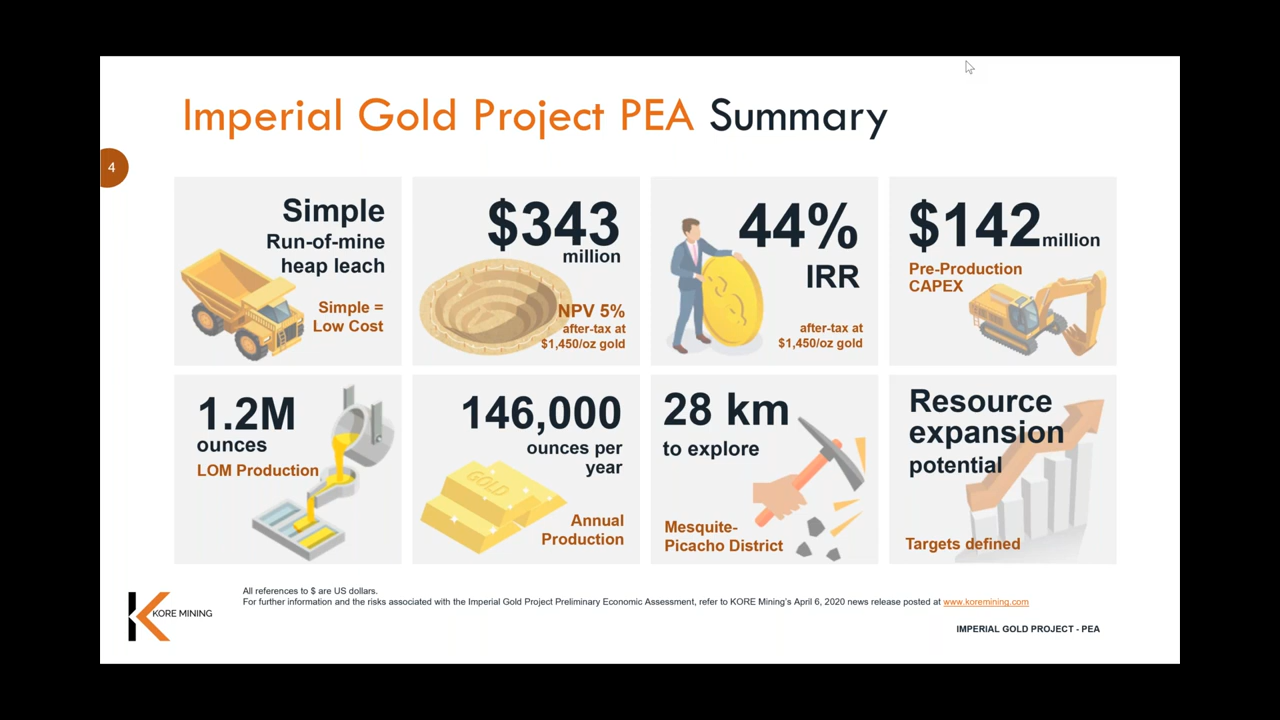 Imperial Gold Project PEA Summary
4
Simple
Run-of-mine
heap leach
Simple =
Low Cost
$343
million
NPV 5%
after-tax at
$1,450/oz gold
44%
IRR
after-tax at
$1,450/oz gold
$142 million
Pre-Production
CAPEX
1.2M
ounces
LOM Production
146,000
ounces per
year
GOLD
Annual
Production
28 km
to explore
Mesquite-
Picacho District
Resource
expansion
potential
Targets defined
All references to $ are US dollars.
For further information and the risks associated with the Imperial Gold Project Preliminary Economic Assessment, refer to KORE Mining's April 6, 2020 news release posted at www.koremining.com
KORE MINING
IMPERIAL GOLD PROJECT - PEA